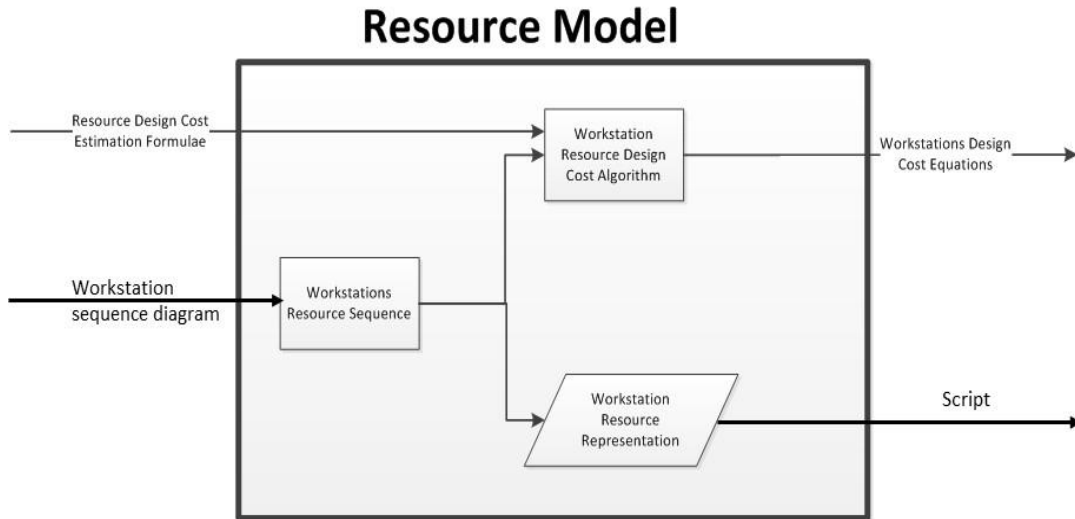 Resource Model
Resource Design Cost
Estimation Formulae
Workstation
Resource Design
Cost Algorithm
Workstations Design
Cost Equations
Workstation
sequence diagram
Workstations
Resource Sequence
Workstation
Resource
Representation
Script